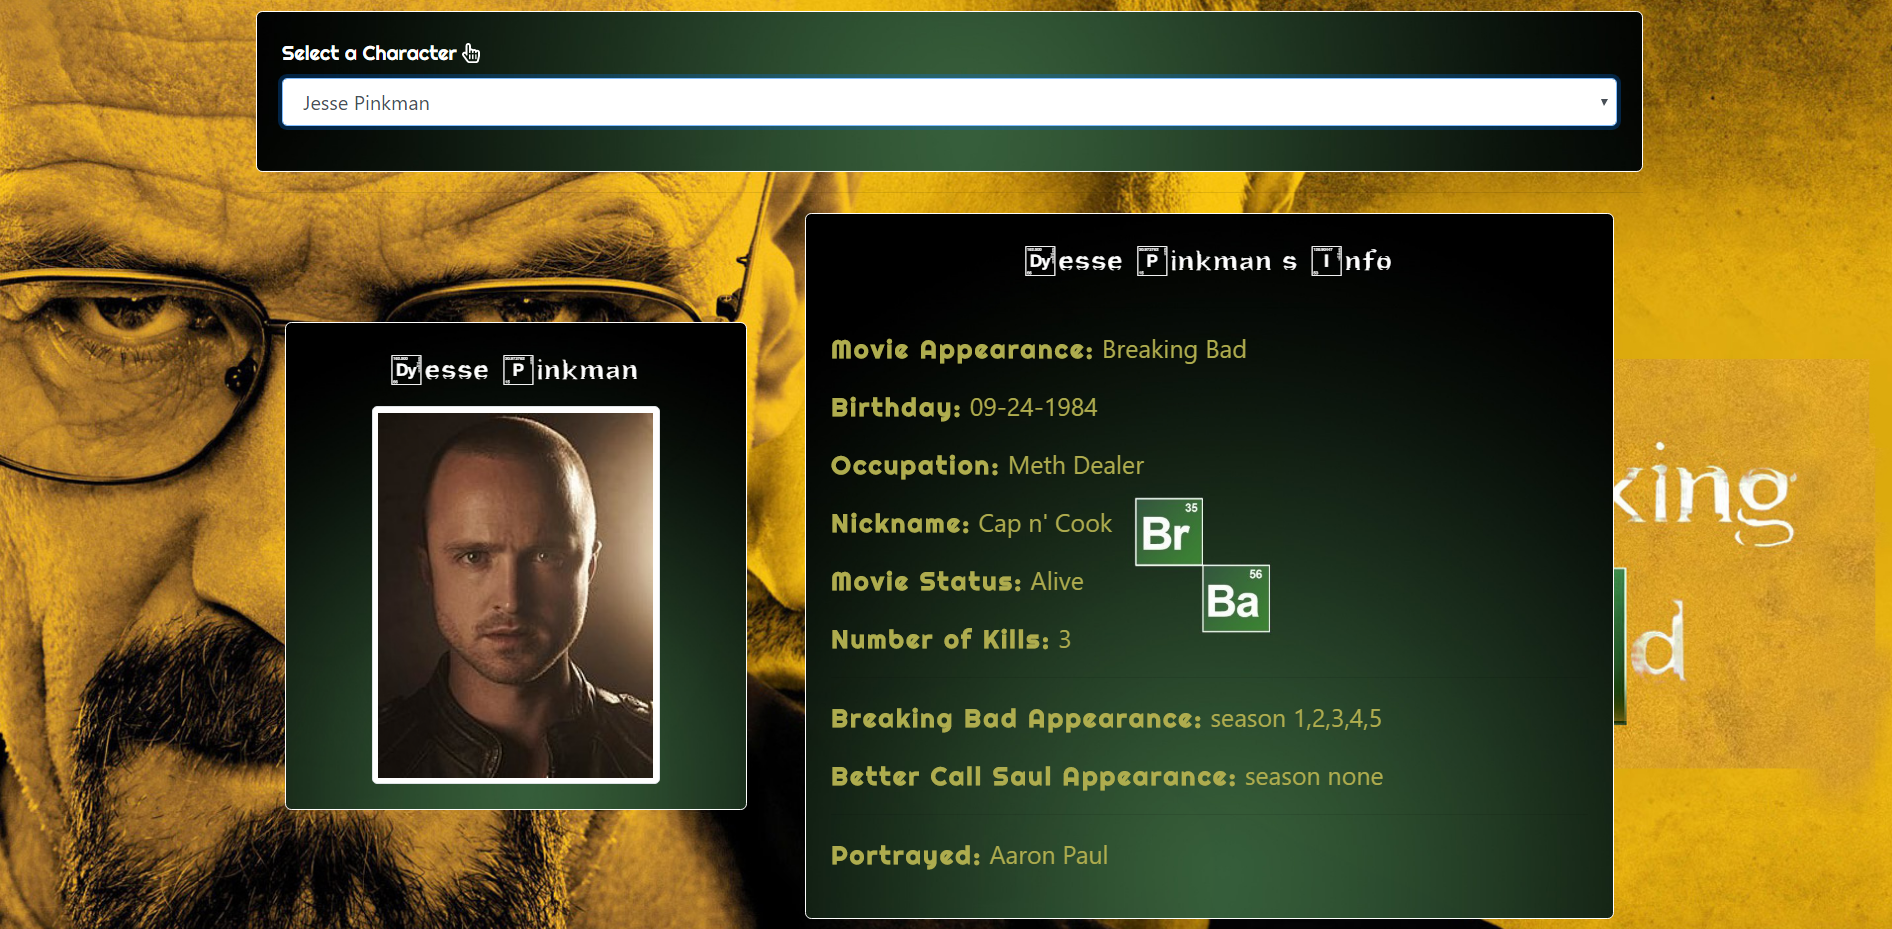 Select a Character
Jesse Pinkman
Dyesse Pinkman
Dyesse Pinkman s Info
Movie Appearance: Breaking Bad
Birthday: 09-24-1984
Occupation: Meth Dealer
Nickname: Cap n' Cook
35
Br
Movie Status: Alive
56
Ba
Number of Kills: 3
Breaking Bad Appearance: season 1,2,3,4,5
Better Call Saul Appearance: season none
Portrayed: Aaron Paul
king
d